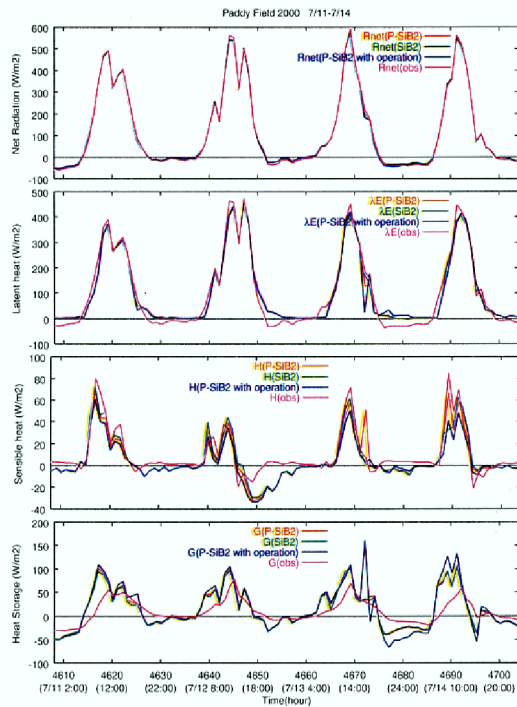 Paddy Field 2000 7/11-7/14
600
500
400
300
200
100
0
-100
Net Radiation (W/m2)
Rnet(P-SiB2)
Rnet(SiB2)
Rnet(P-SiB2 with operation)
Rnet(obs)
500
400
300
200
100
0
-100
Latent heat (W/m2)
λE(P-SiB2)
λE(SiB2)
λE(P-SiB2 with operation)
λE(obs)
100
80
60
40
20
0
-20
-40
Sensible heat (W/m2)
H(P-SiB2)
H(SiB2)
H(P-SiB2 with operation)
H(obs)
200
150
100
50
0
-50
-100
Heat Storage (W/m2)
G(P-SiB2)
G(SiB2)
G(P-SiB2 with operation)
G(obs)
4610 4620 4630 4640 4650 4660 4670 4680 4690 4700
(7/11 2:00) (12:00) (22:00) (7/12 8:00) (18:00) (7/13 4:00) (14:00) (24:00) (7/14 10:00) (20:00)
Time(hour)